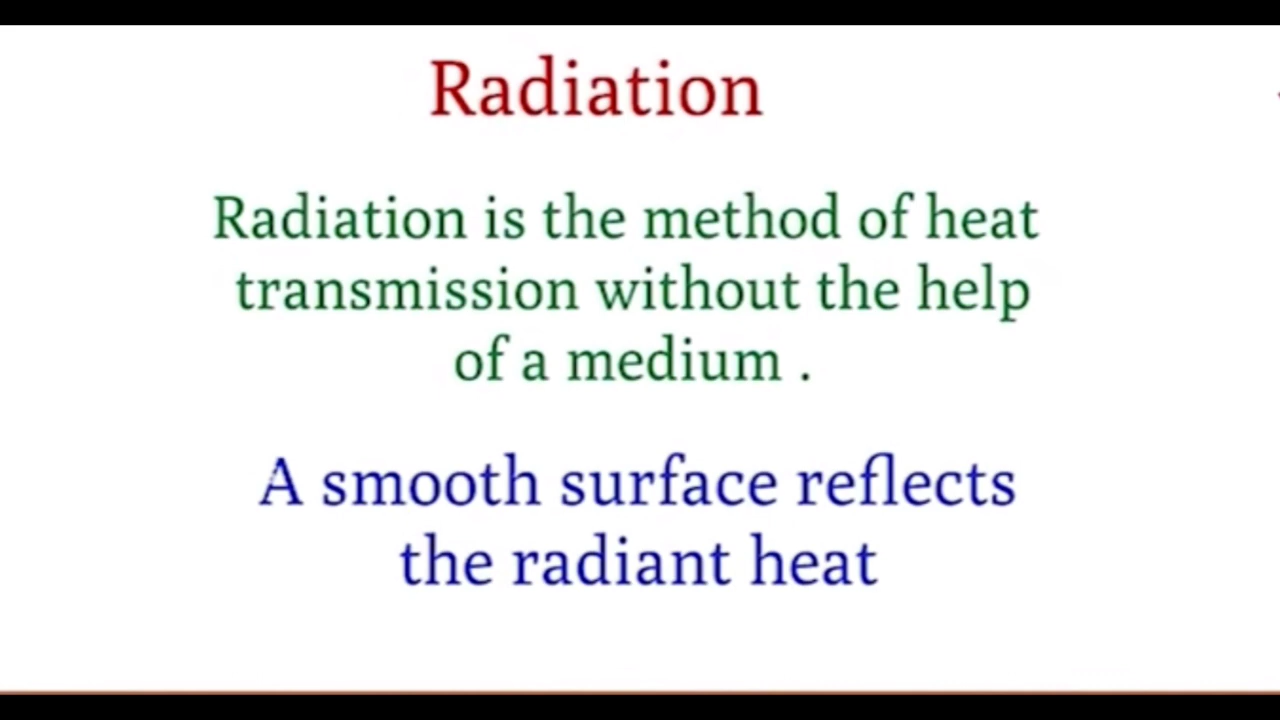 Radiation
Radiation is the method of heat
transmission without the help
of a medium .
A smooth surface reflects
the radiant heat